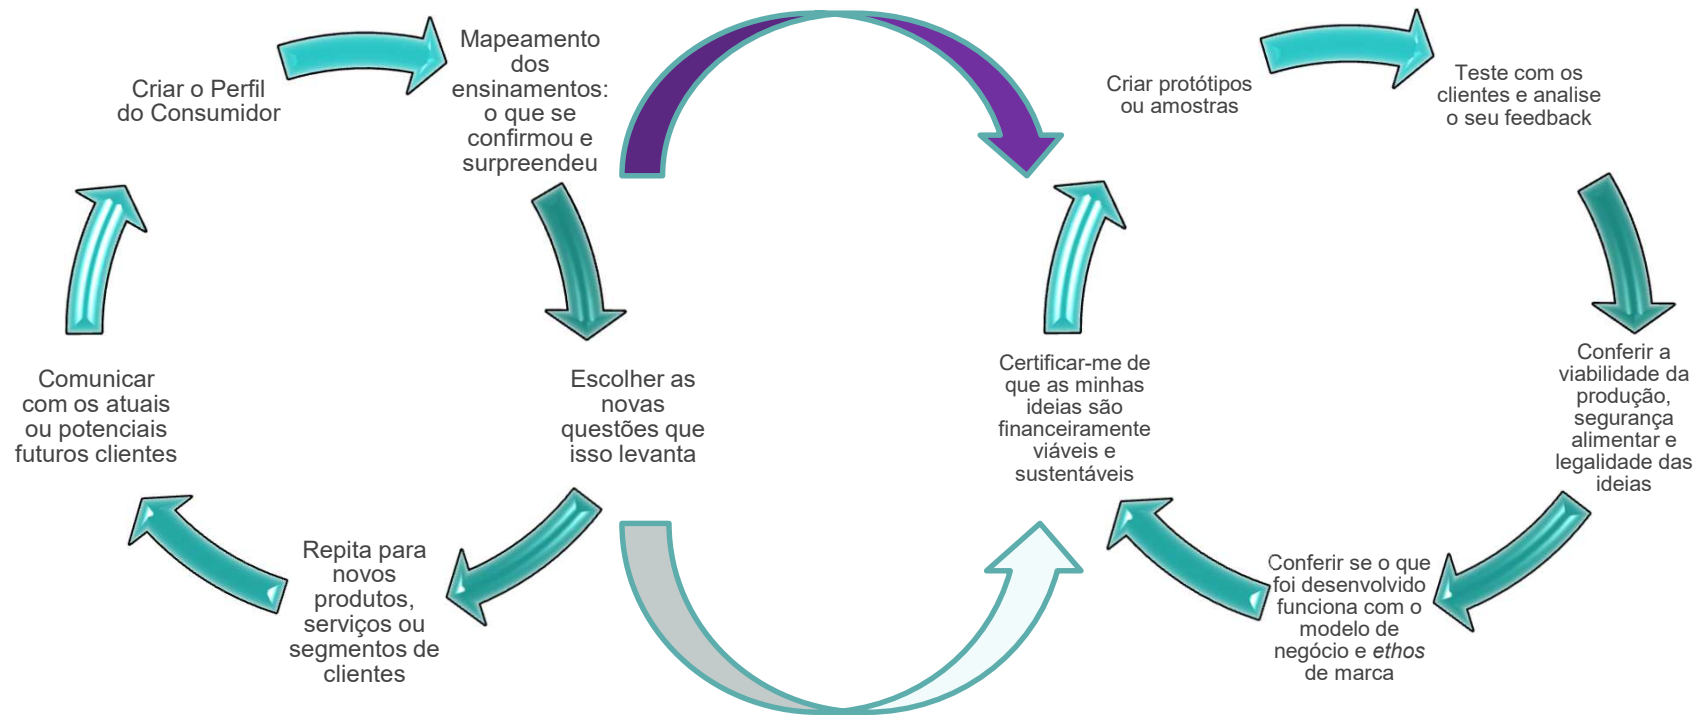 Criar o Perfil
do Consumidor
Mapeamento
dos
ensinamentos:
o que se
confirmou e
surpreendeu
Escolher as
novas
questões que
isso levanta
Repita para
novos
produtos,
serviços ou
segmentos de
clientes
Comunicar
com os atuais
ou potenciais
futuros clientes
Criar protótipos
ou amostras
Teste com os
clientes e analise
o seu feedback
Conferir a
viabilidade da
produção,
segurança
alimentar e
legalidade das
ideias
Conferir se o que
foi desenvolvido
funciona com o
modelo de
negócio e ethos
de marca
Certificar-me de
que as minhas
ideias são
financeiramente
viáveis e
sustentáveis